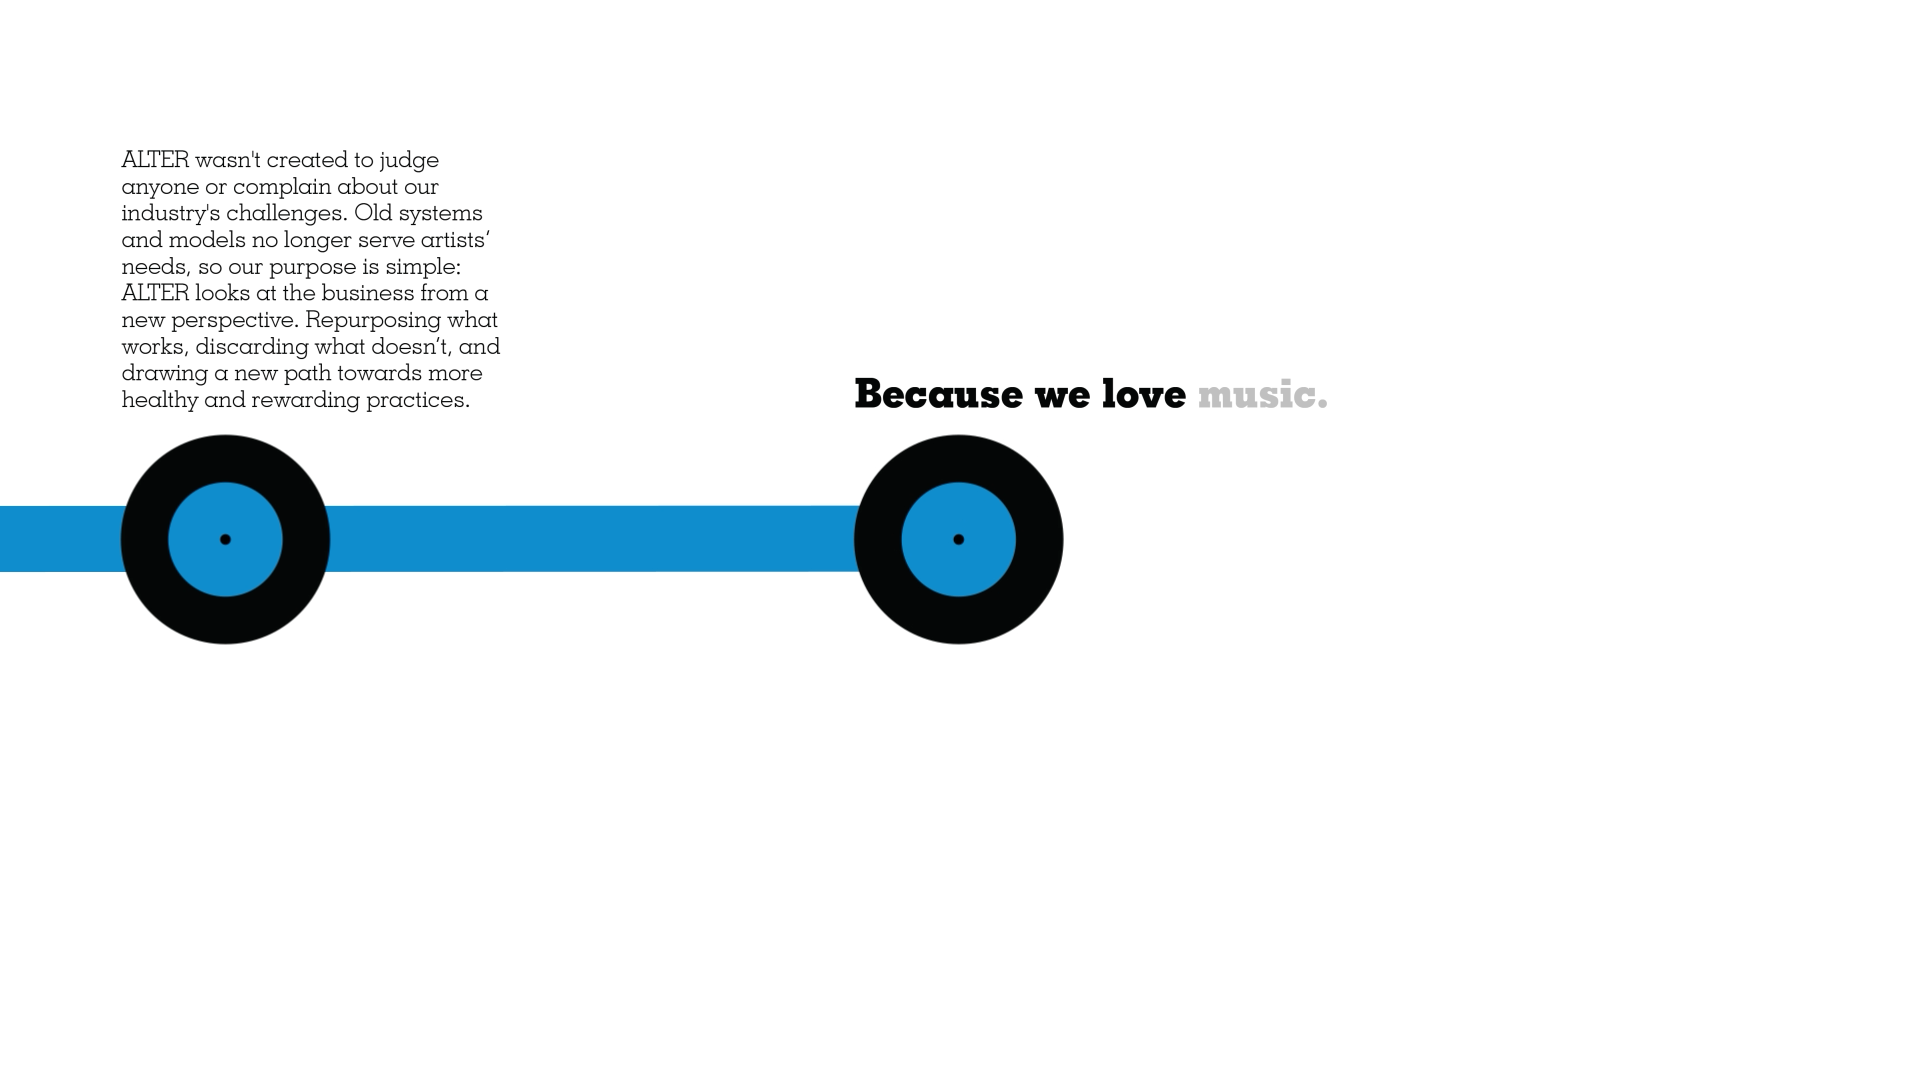 ALTER wasn't created to judge
anyone or complain about our
industry's challenges. Old systems
and models no longer serve artists’
needs, so our purpose is simple:
ALTER looks at the business from a
new perspective. Repurposing what
works, discarding what doesn’t, and
drawing a new path towards more
healthy and rewarding practices.
Because we love music.